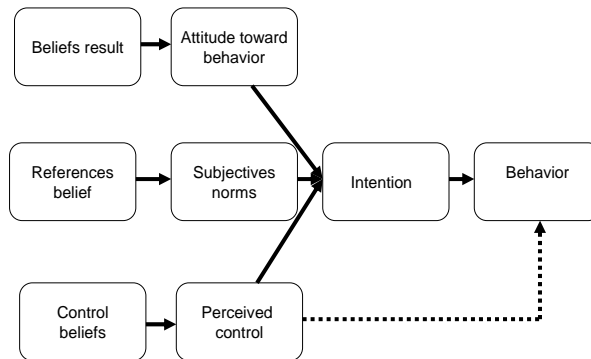 Beliefs result
Attitude toward
behavior
References
belief
Subjectives
norms
Intention
Behavior
Control
beliefs
Perceived
control